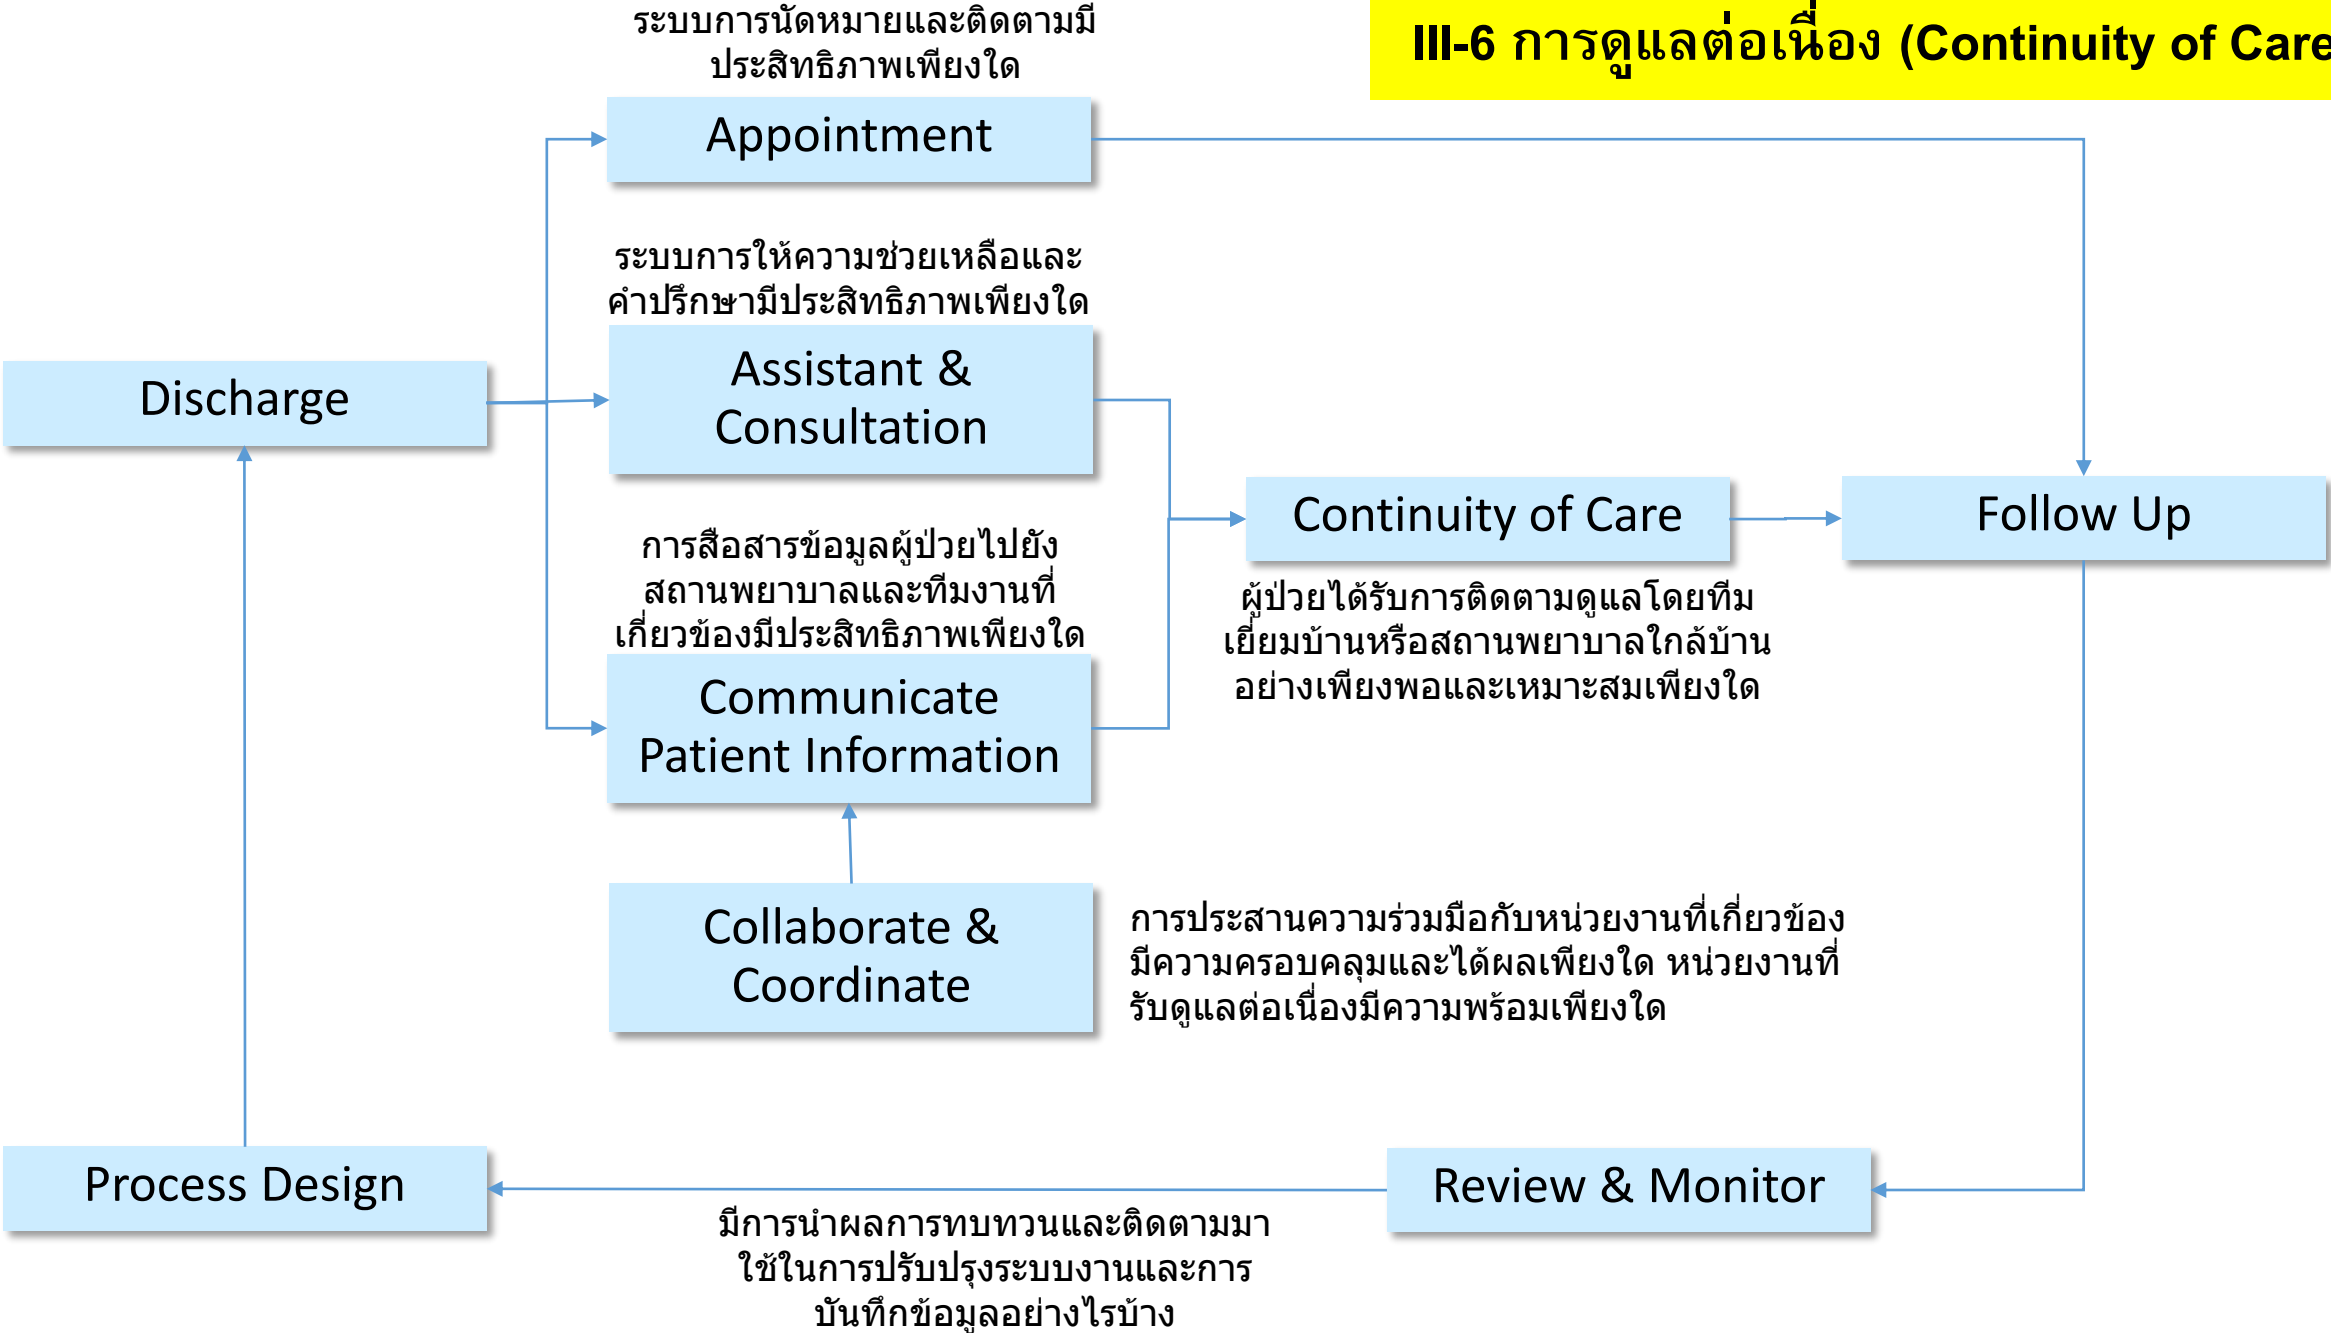 ระบบการนัดหมายและติดตามมี
ประสิทธิภาพเพียงใด
III-6 การดูแลต่อเนื่อง (Continuity of Care
Appointment
ระบบการให้ความช่วยเหลือและ
คำปรึกษามีประสิทธิภาพเพียงใด
Discharge
Assistant &
Consultation
การสื่อสารข้อมูลผู้ป่วยไปยัง
สถานพยาบาลและทีมงานที่
เกี่ยวข้องมีประสิทธิภาพเพียงใด
Communicate
Patient Information
Continuity of Care
ผู้ป่วยได้รับการติดตามดูแลโดยทีม
เยี่ยมบ้านหรือสถานพยาบาลใกล้บ้าน
อย่างเพียงพอและเหมาะสมเพียงใด
Follow Up
Collaborate &
Coordinate
การประสานความร่วมมือกับหน่วยงานที่เกี่ยวข้อง
มีความครอบคลุมและได้ผลเพียงใด หน่วยงานที่
รับดูแลต่อเนื่องมีความพร้อมเพียงใด
Process Design
Review & Monitor
มีการนำผลการทบทวนและติดตามมา
ใช้ในการปรับปรุงระบบงานและการ
บันทึกข้อมูลอย่างไรบ้าง